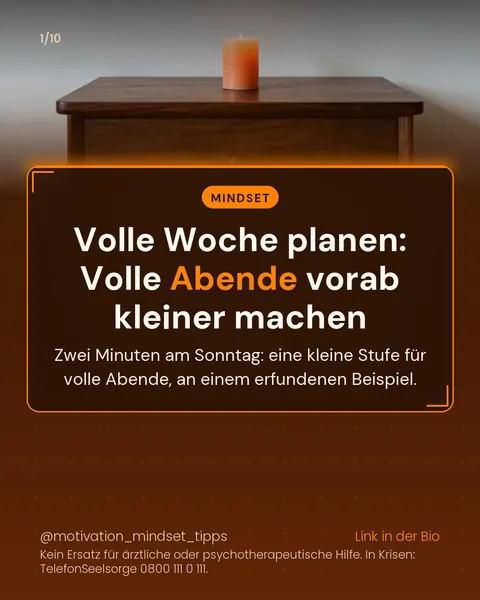 1/10
MINDSET
Volle Woche planen:
Volle Abende vorab
kleiner machen
Zwei Minuten am Sonntag: eine kleine Stufe für
volle Abende, an einem erfundenen Beispiel.
@motivation_mindset_tipps
Link in der Bio
Kein Ersatz für ärztliche oder psychotherapeutische Hilfe. In Krisen:
TelefonSeelsorge 0800 111 0 111.